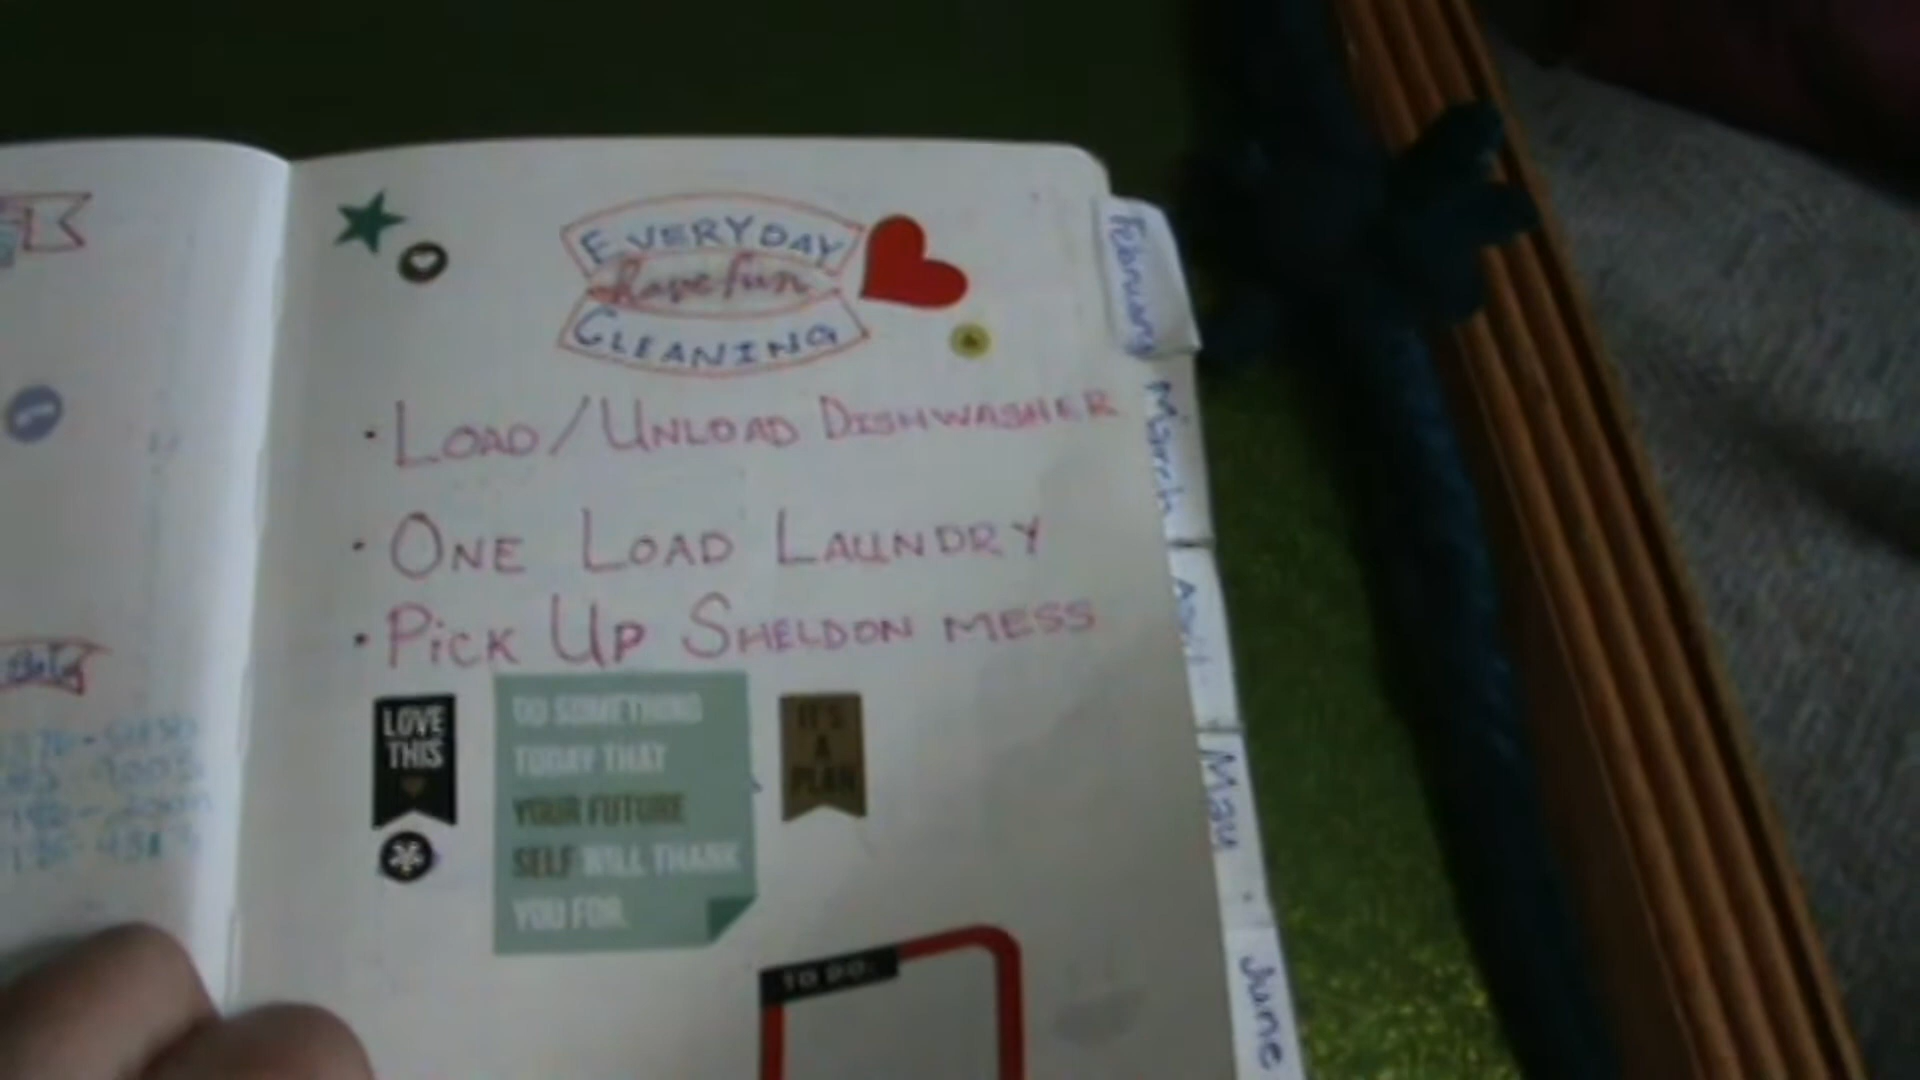 EVERYDAY
have fun
CLEANING
· LOAD/UNLOAD DISHWASHER
· ONE LOAD LAUNDRY
· PiCK UP SHELDON MESS
LOVE
THIS
DO SOMETHING
TODAY THAT
YOUR FUTURE
SELF WILL THANK
YOU FOR.
IT'S
A
PLAN
TO DO:
February
March
April
May
June